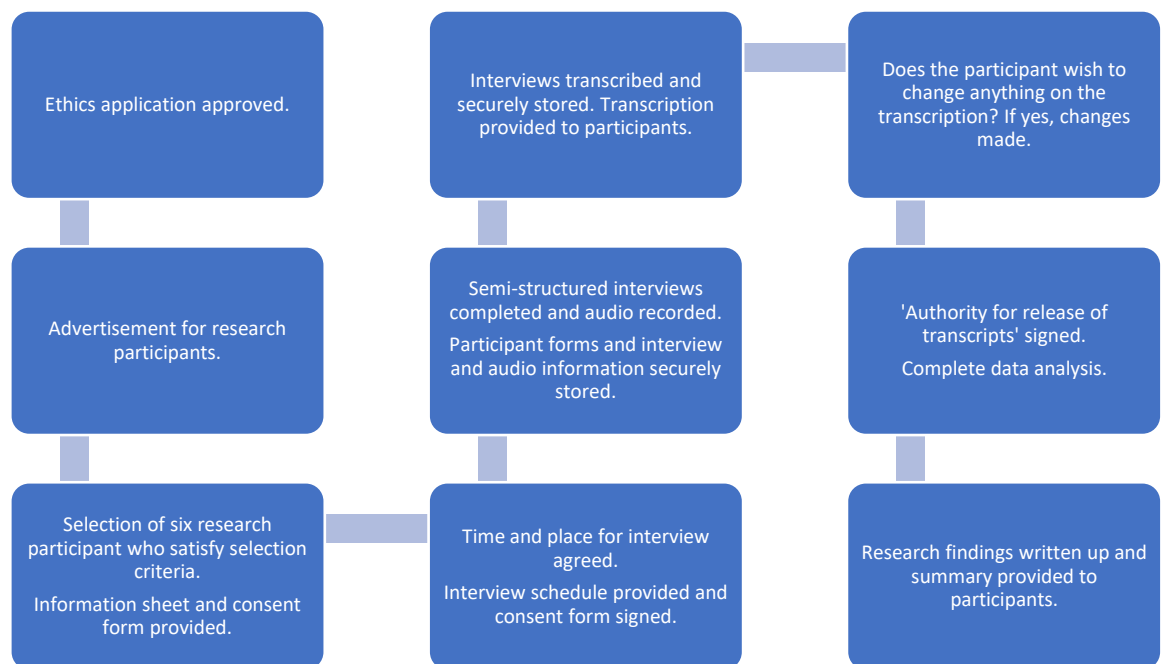 Ethics application approved.
Advertisement for research
participants.
Selection of six research
participant who satisfy selection
criteria.
Information sheet and consent
form provided.
Time and place for interview
agreed.
Interview schedule provided and
consent form signed.
Semi-structured interviews
completed and audio recorded.
Participant forms and interview
and audio information securely
stored.
Interviews transcribed and
securely stored. Transcription
provided to participants.
Does the participant wish to
change anything on the
transcription? If yes, changes
made.
'Authority for release of
transcripts' signed.
Complete data analysis.
Research findings written up and
summary provided to
participants.